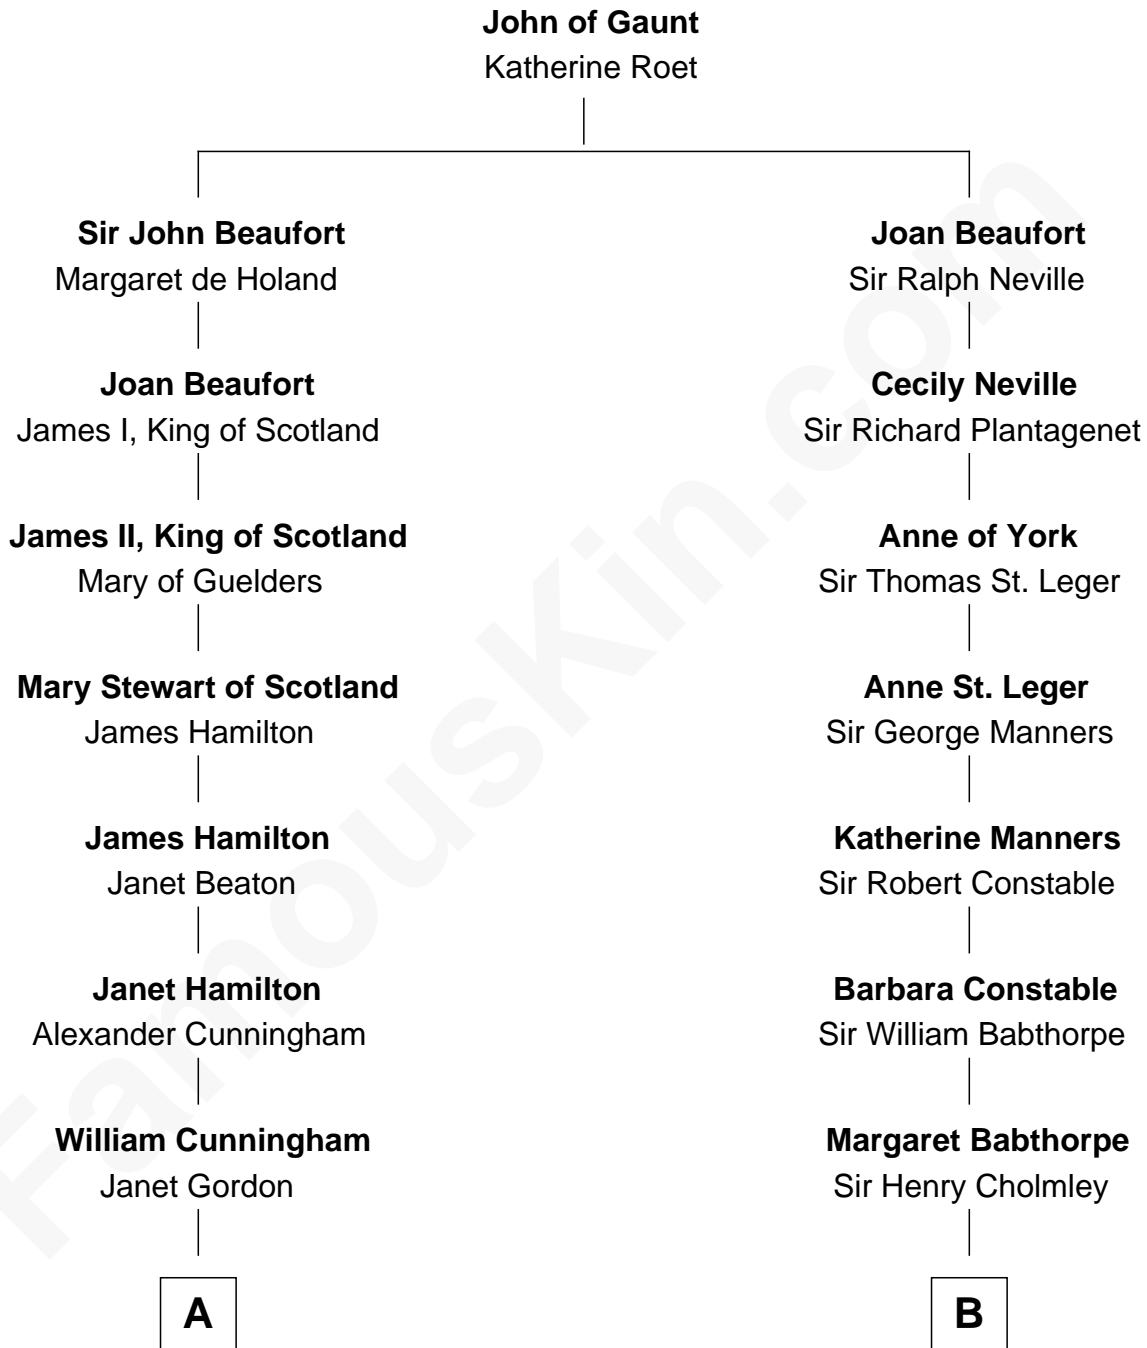 John of Gaunt
Katherine Roet
Sir John Beaufort
Margaret de Holand
Joan Beaufort
Sir Ralph Neville
Joan Beaufort
James I, King of Scotland
Cecily Neville
Sir Richard Plantagenet
James II, King of Scotland
Mary of Guelders
Anne of York
Sir Thomas St. Leger
Mary Stewart of Scotland
James Hamilton
Anne St. Leger
Sir George Manners
James Hamilton
Janet Beaton
Katherine Manners
Sir Robert Constable
Janet Hamilton
Alexander Cunningham
Barbara Constable
Sir William Babthorpe
William Cunningham
Janet Gordon
Margaret Babthorpe
Sir Henry Cholmley
A
B
FamousKin.com